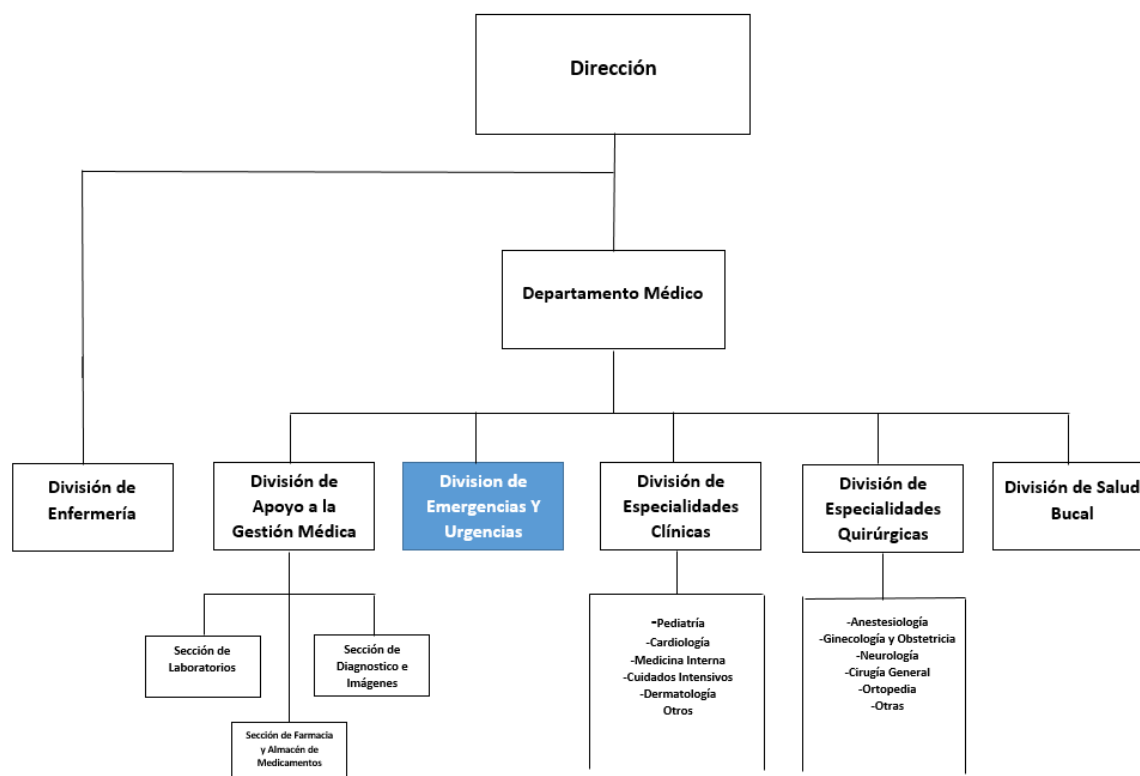 Dirección
Departamento Médico
División de
Enfermería
División de
Apoyo a la
Gestión Médica
Division de
Emergencias Y
Urgencias
División de
Especialidades
Clínicas
División de
Especialidades
Quirúrgicas
División de Salud
Bucal
Sección de
Laboratorios
Sección de
Diagnostico e
Imágenes
Sección de Farmacia
y Almacén de
Medicamentos
-Pediatría
-Cardiología
-Medicina Interna
-Cuidados Intensivos
-Dermatología
Otros
-Anestesiología
-Ginecología y Obstetricia
-Neurología
-Cirugía General
-Ortopedia
-Otras